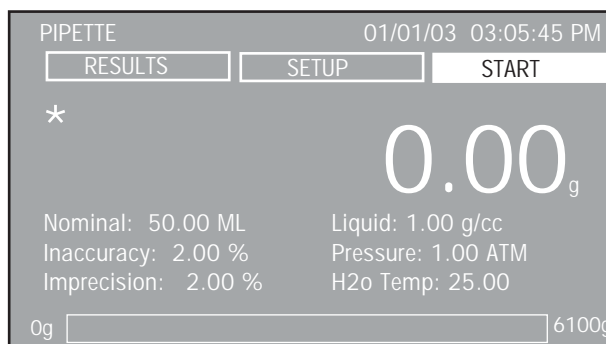 PIPETTE 01/01/03 03:05:45 PM
RESULTS SETUP START
*
0.00g
Nominal: 50.00 ML Liquid: 1.00 g/cc
Inaccuracy: 2.00 % Pressure: 1.00 ATM
Imprecision: 2.00 % H2o Temp: 25.00
0g 6100g